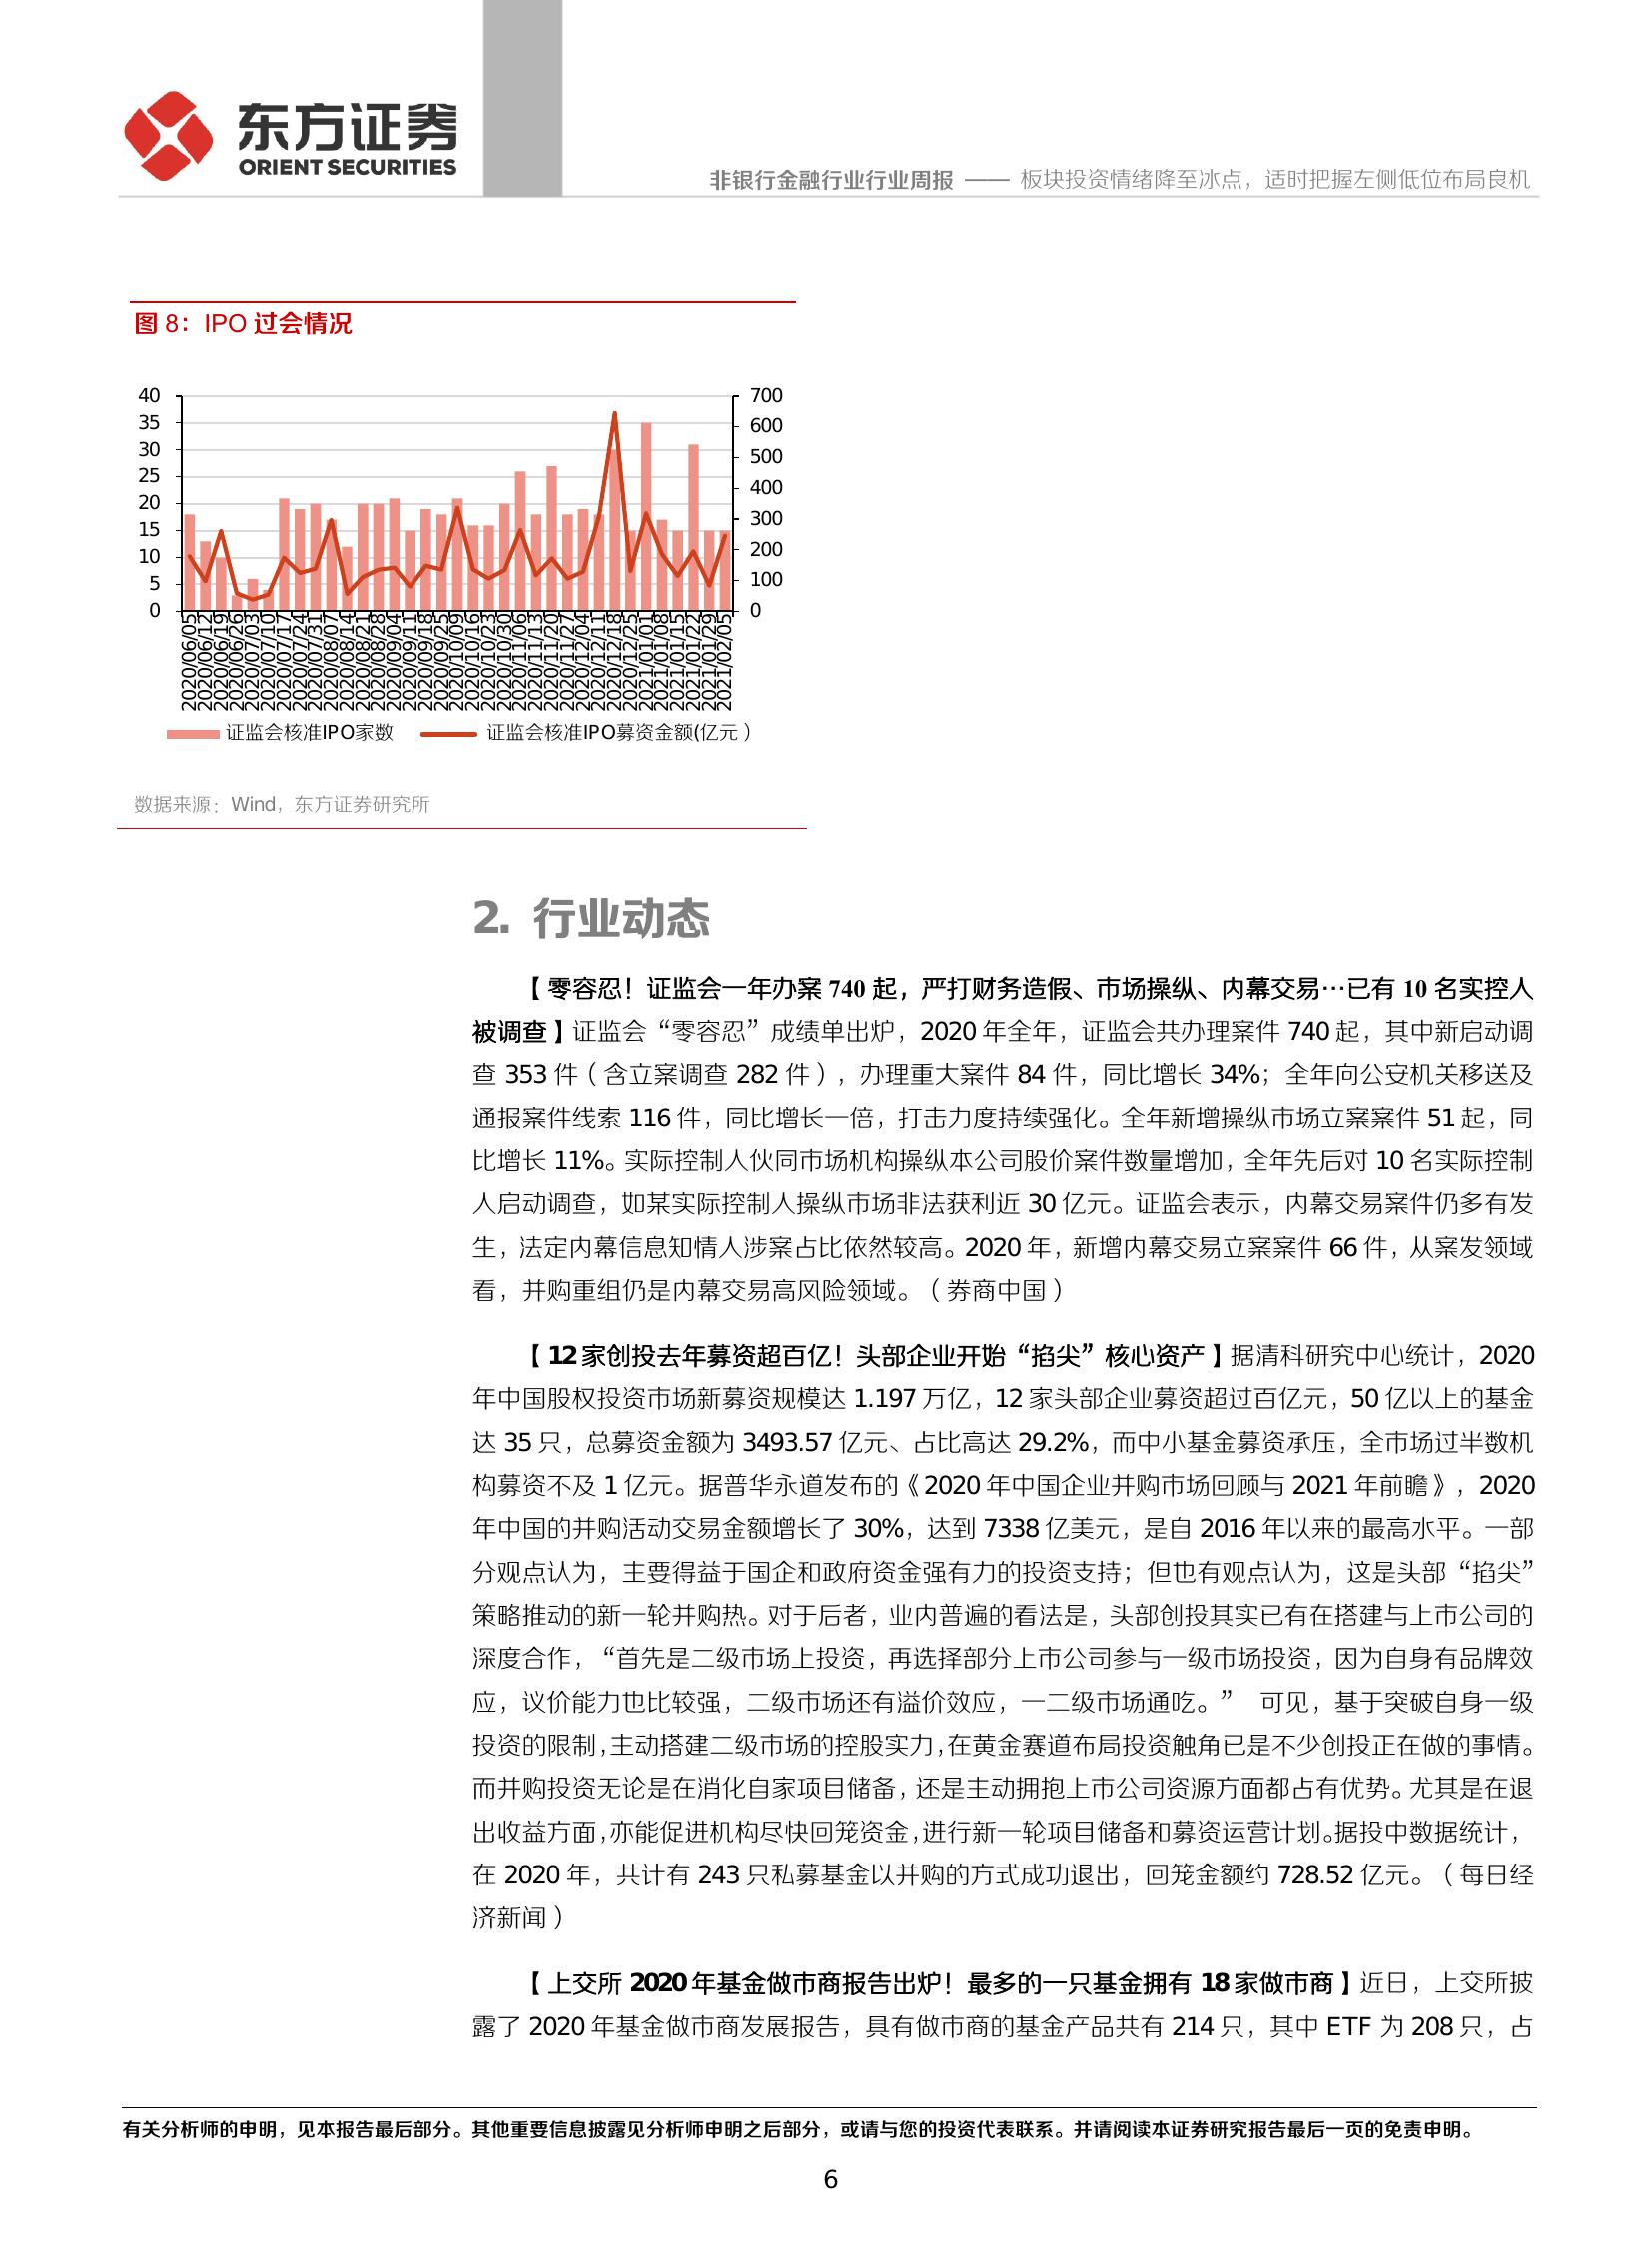 东方证券
ORIENT SECURITIES
非银行金融行业行业周报 —— 板块投资情绪降至冰点，适时把握左侧低位布局良机
图 8：IPO 过会情况
40
35
30
25
20
15
10
5
0
700
600
500
400
300
200
100
0
2020/06/05
2020/06/12
2020/06/19
2020/06/26
2020/07/03
2020/07/10
2020/07/17
2020/07/24
2020/07/31
2020/08/07
2020/08/14
2020/08/21
2020/08/28
2020/09/04
2020/09/11
2020/09/18
2020/09/25
2020/10/09
2020/10/16
2020/10/23
2020/10/30
2020/11/06
2020/11/13
2020/11/20
2020/11/27
2020/12/04
2020/12/11
2020/12/18
2020/12/25
2021/01/01
2021/01/08
2021/01/15
2021/01/22
2021/01/29
2021/02/05
证监会核准IPO家数
证监会核准IPO募资金额(亿元）
数据来源：Wind，东方证券研究所
2. 行业动态
【零容忍！证监会一年办案 740 起，严打财务造假、市场操纵、内幕交易…已有 10 名实控人
被调查】证监会“零容忍”成绩单出炉，2020 年全年，证监会共办理案件 740 起，其中新启动调
查 353 件（含立案调查 282 件），办理重大案件 84 件，同比增长 34%；全年向公安机关移送及
通报案件线索 116 件，同比增长一倍，打击力度持续强化。全年新增操纵市场立案案件 51 起，同
比增长 11%。实际控制人伙同市场机构操纵本公司股价案件数量增加，全年先后对 10 名实际控制
人启动调查，如某实际控制人操纵市场非法获利近 30 亿元。证监会表示，内幕交易案件仍多有发
生，法定内幕信息知情人涉案占比依然较高。2020 年，新增内幕交易立案案件 66 件，从案发领域
看，并购重组仍是内幕交易高风险领域。（券商中国）
【12 家创投去年募资超百亿！头部企业开始“掐尖”核心资产】据清科研究中心统计，2020
年中国股权投资市场新募资规模达 1.197 万亿，12 家头部企业募资超过百亿元，50 亿以上的基金
达 35 只，总募资金额为 3493.57 亿元、占比高达 29.2%，而中小基金募资承压，全市场过半数机
构募资不及 1 亿元。据普华永道发布的《2020 年中国企业并购市场回顾与 2021 年前瞻》，2020
年中国的并购活动交易金额增长了 30%，达到 7338 亿美元，是自 2016 年以来的最高水平。一部
分观点认为，主要得益于国企和政府资金强有力的投资支持；但也有观点认为，这是头部“掐尖”
策略推动的新一轮并购热。对于后者，业内普遍的看法是，头部创投其实已有在搭建与上市公司的
深度合作，“首先是二级市场上投资，再选择部分上市公司参与一级市场投资，因为自身有品牌效
应，议价能力也比较强，二级市场还有溢价效应，一二级市场通吃。” 可见，基于突破自身一级
投资的限制，主动搭建二级市场的控股实力，在黄金赛道布局投资触角已是不少创投正在做的事情。
而并购投资无论是在消化自家项目储备，还是主动拥抱上市公司资源方面都占有优势。尤其是在退
出收益方面，亦能促进机构尽快回笼资金，进行新一轮项目储备和募资运营计划。据投中数据统计，
在 2020 年，共计有 243 只私募基金以并购的方式成功退出，回笼金额约 728.52 亿元。（每日经
济新闻）
【上交所 2020 年基金做市商报告出炉！最多的一只基金拥有 18 家做市商】近日，上交所披
露了 2020 年基金做市商发展报告，具有做市商的基金产品共有 214 只，其中 ETF 为 208 只，占
有关分析师的申明，见本报告最后部分。其他重要信息披露见分析师申明之后部分，或请与您的投资代表联系。并请阅读本证券研究报告最后一页的免责申明。
6